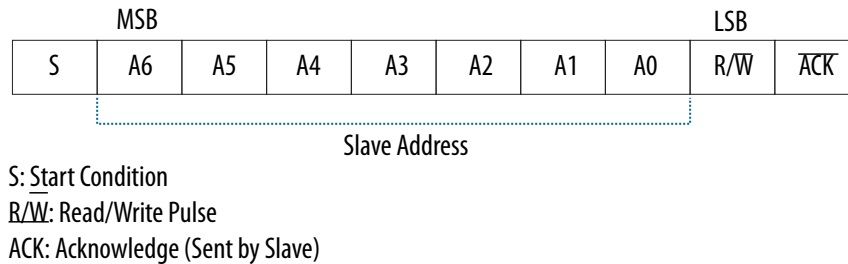 MSB LSB
S A6 A5 A4 A3 A2 A1 A0 R/W̅ A̅C̅K̅
Slave Address
S: Start Condition
R/W̅: Read/Write Pulse
ACK: Acknowledge (Sent by Slave)